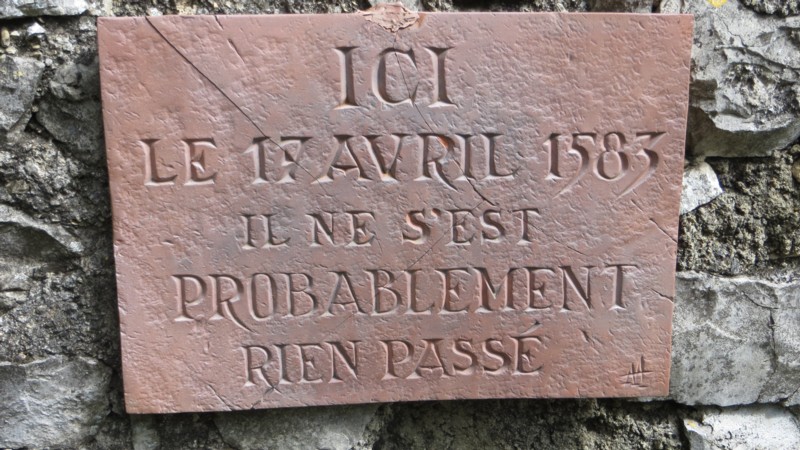 ICI
LE 17 AVRIL 1583
IL NE S'EST
PROBABLEMENT
RIEN PASSÉ